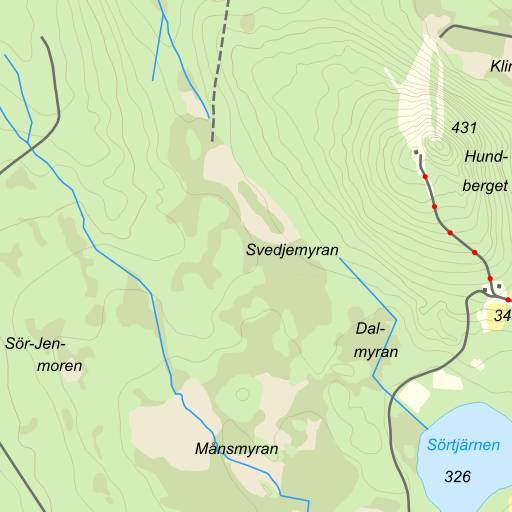 Klin
431
Hund-
berget
Svedjemyran
34
Dal-
myran
Sör-Jen-
moren
Månsmyran
Sörtjärnen
326